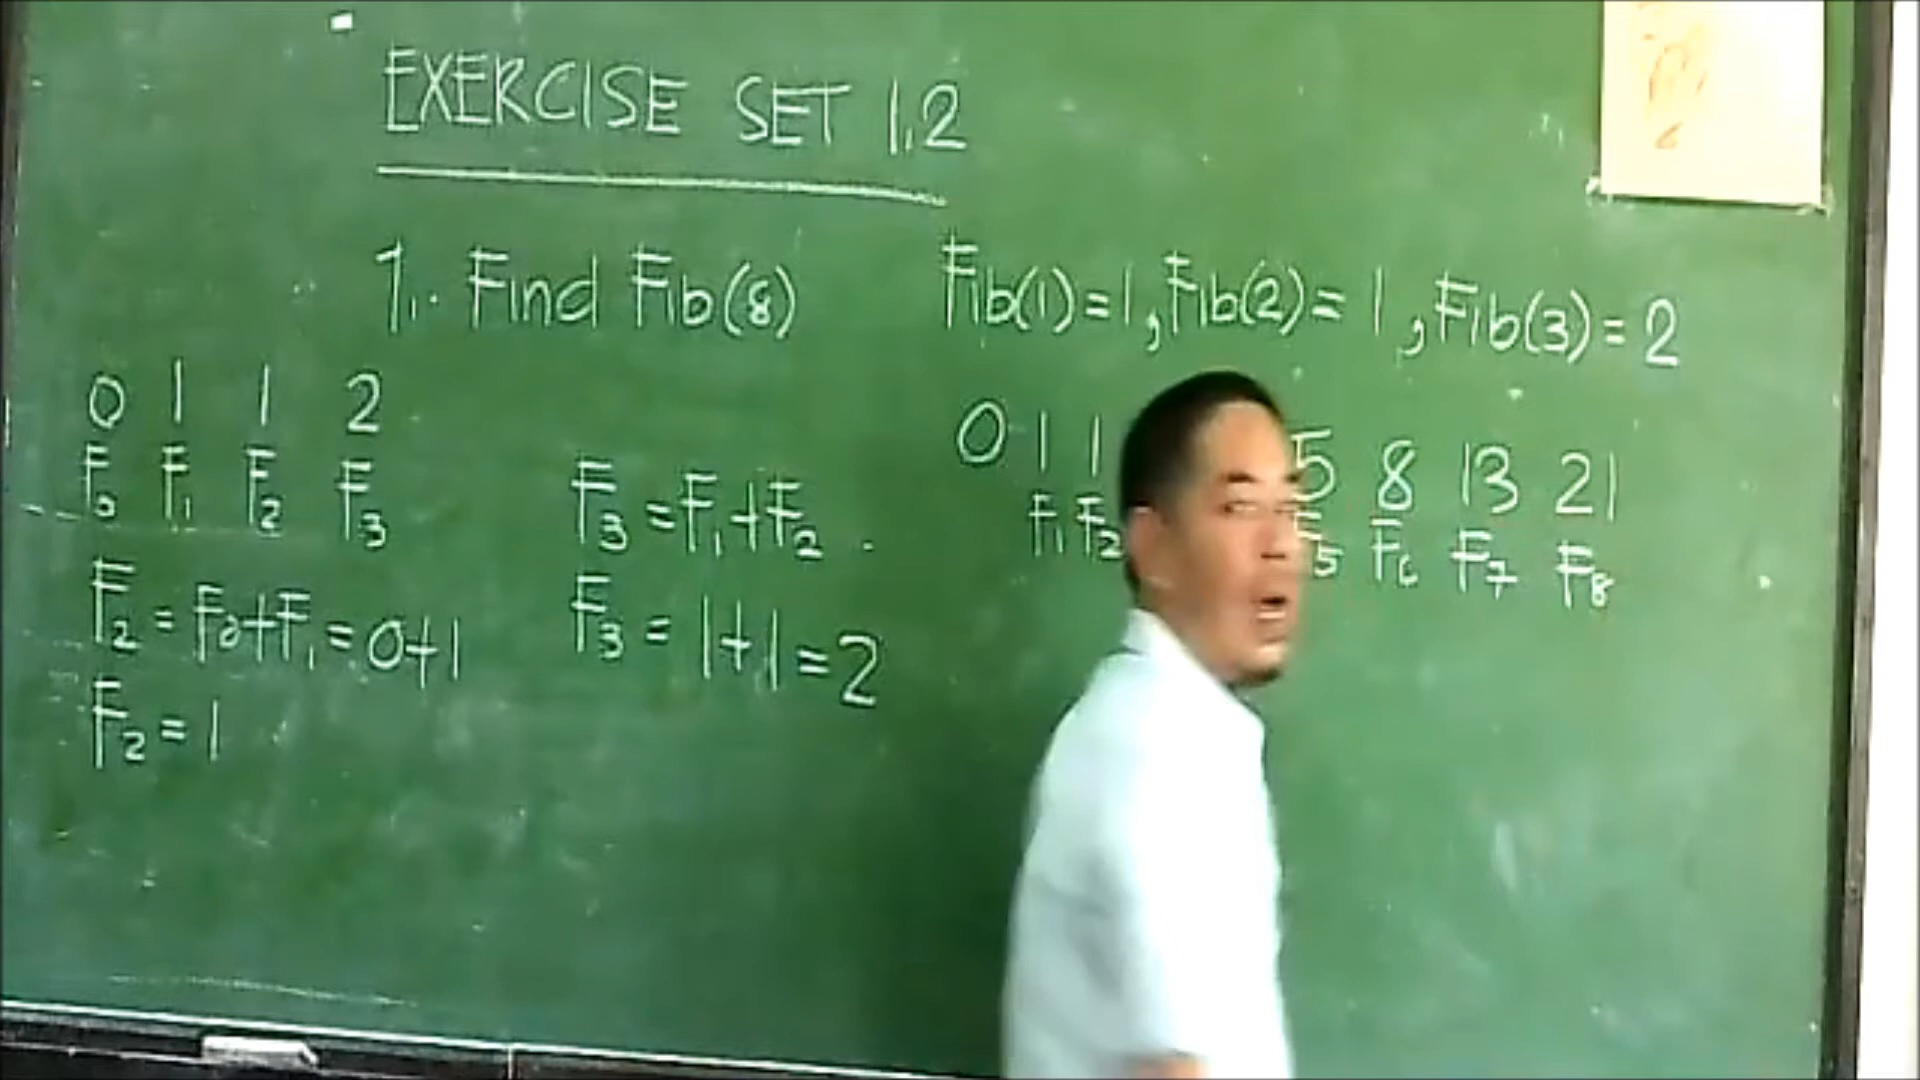 EXERCISE SET 1.2
1. Find Fib(8)
Fib(1)=1, Fib(2)=1, Fib(3)=2
0 1 1 2
F0 F1 F2 F3
F2=F0+F1=0+1
F2=1
F3=F1+F2
F3=1+1=2
0 1 1 5 8 13 21
F1 F2 F5 F6 F7 F8